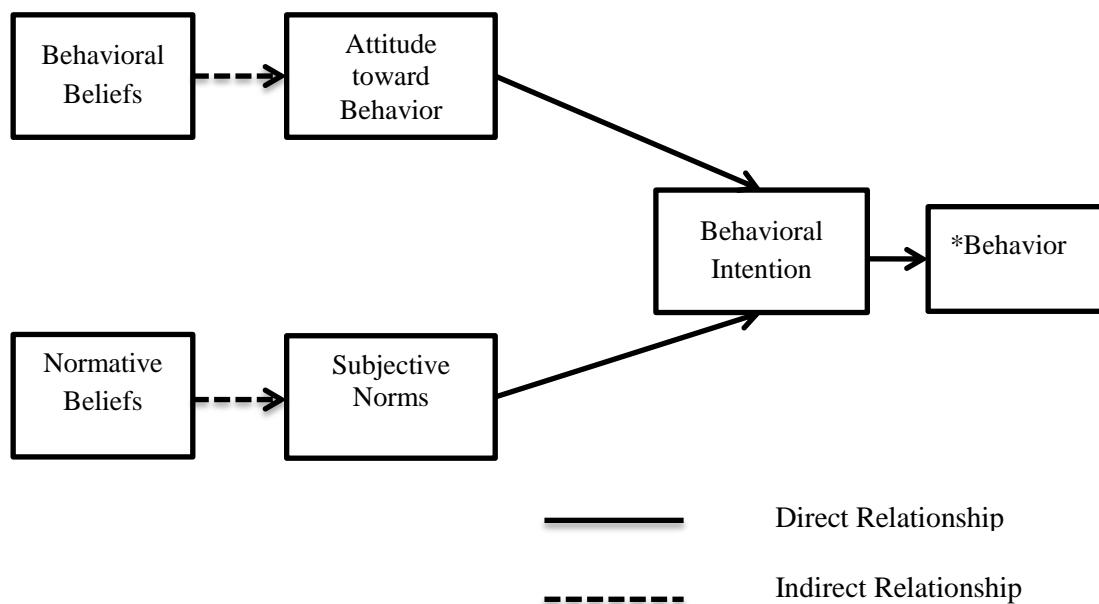 Behavioral
Beliefs
Attitude
toward
Behavior
Behavioral
Intention
*Behavior
Normative
Beliefs
Subjective
Norms
Direct Relationship
Indirect Relationship